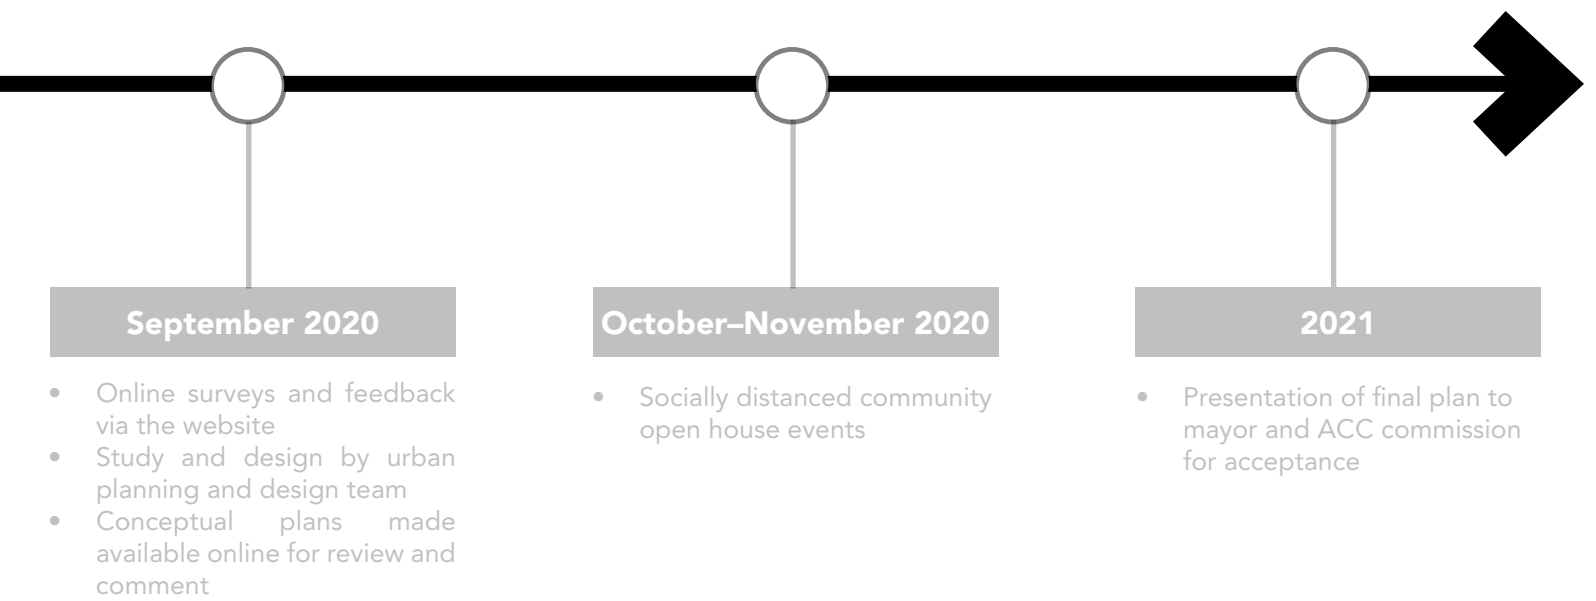 September 2020
• Online surveys and feedback
via the website
• Study and design by urban
planning and design team
• Conceptual plans made
available online for review and
comment
October–November 2020
• Socially distanced community
open house events
2021
• Presentation of final plan to
mayor and ACC commission
for acceptance